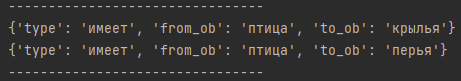 --------------------------------
{'type': 'имеет', 'from_ob': 'птица', 'to_ob': 'крылья'}
{'type': 'имеет', 'from_ob': 'птица', 'to_ob': 'перья'}
--------------------------------